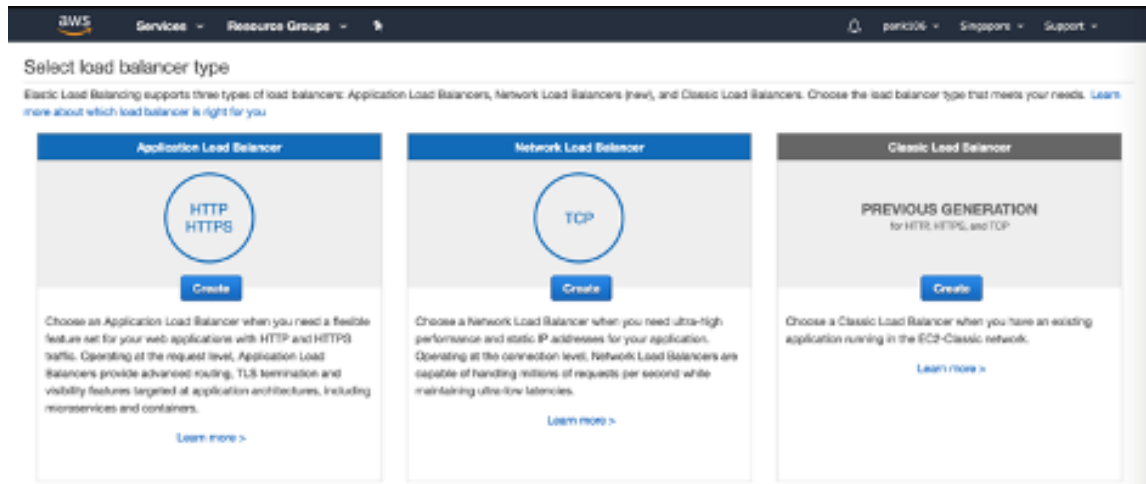 aws Services Resource Groups Singapore Support
Select load balancer type
Elastic Load Balancing supports three types of load balancers: Application Load Balancers, Network Load Balancers (new), and Classic Load Balancers. Choose the load balancer type that meets your needs. Learn
more about which load balancer is right for you
Application Load Balancer
HTTP
HTTPS
Create
Choose an Application Load Balancer when you need a flexible
feature set for your web applications with HTTP and HTTPS
traffic. Operating at the request level, Application Load
Balancers provide advanced routing, TLS termination and
visibility features targeted at application architectures, including
microservices and containers.
Learn more >
Network Load Balancer
TCP
Create
Choose a Network Load Balancer when you need ultra-high
performance and static IP addresses for your application.
Operating at the connection level, Network Load Balancers are
capable of handling millions of requests per second while
maintaining ultra-low latencies.
Learn more >
Classic Load Balancer
PREVIOUS GENERATION
for HTTP, HTTPS, and TCP
Create
Choose a Classic Load Balancer when you have an existing
application running in the EC2-Classic network.
Learn more >